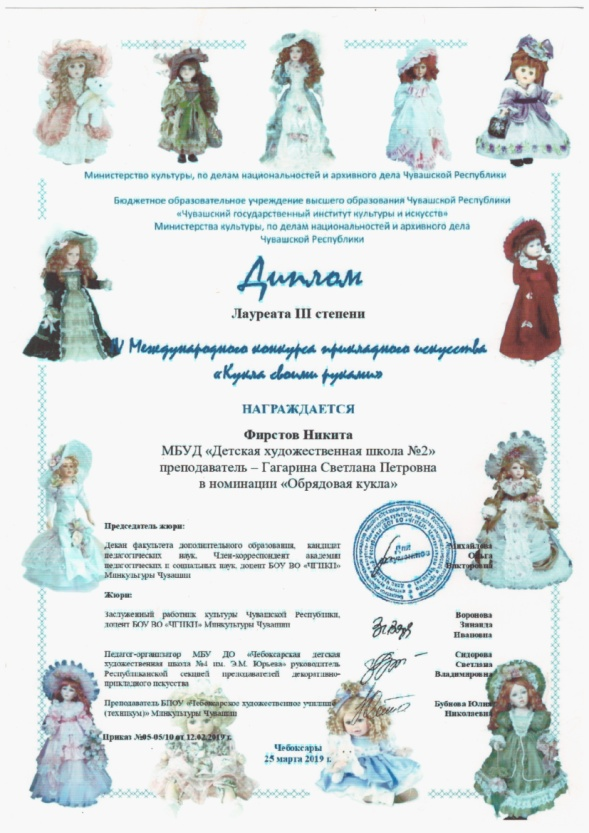 Министерство культуры, по делам национальностей и архивного дела Чувашской Республики
Бюджетное образовательное учреждение высшего образования Чувашской Республики
«Чувашский государственный институт культуры и искусств»
Министерства культуры, по делам национальностей и архивного дела
Чувашской Республики
Диплом
Лауреата III степени
Международного конкурса прикладного искусства
«Кукла своими руками»
НАГРАЖДАЕТСЯ
Фирстов Никита
МБУД «Детская художественная школа №2»
преподаватель – Гагарина Светлана Петровна
в номинации «Обрядовая кукла»
Председатель жюри:
Декан факультета дополнительного образования, кандидат
педагогических наук, Член-корреспондент академии
педагогических и социальных наук, доцент БОУ ВО «ЧГИКИ»
Минкультуры Чувашии
Михайлова
Ольга
Викторовна
Для
документов
Жюри:
Заслуженный работник культуры Чувашской Республики,
доцент БОУ ВО «ЧГИКИ» Минкультуры Чувашии
Воронова
Зинаида
Ивановна
Педагог-организатор МБУ ДО «Чебоксарская детская
художественная школа №4 им. Э.М. Юрьева» руководитель
Республиканской секцией преподавателей декоративно-
прикладного искусства
Сидорова
Светлана
Владимировна
Преподаватель БПОУ «Чебоксарское художественное училище
(техникум)» Минкультуры Чувашии
Бубнова Юлия
Николаевна
Приказ №05-05/10 от 12.02.2019 г.
Чебоксары
25 марта 2019 г.